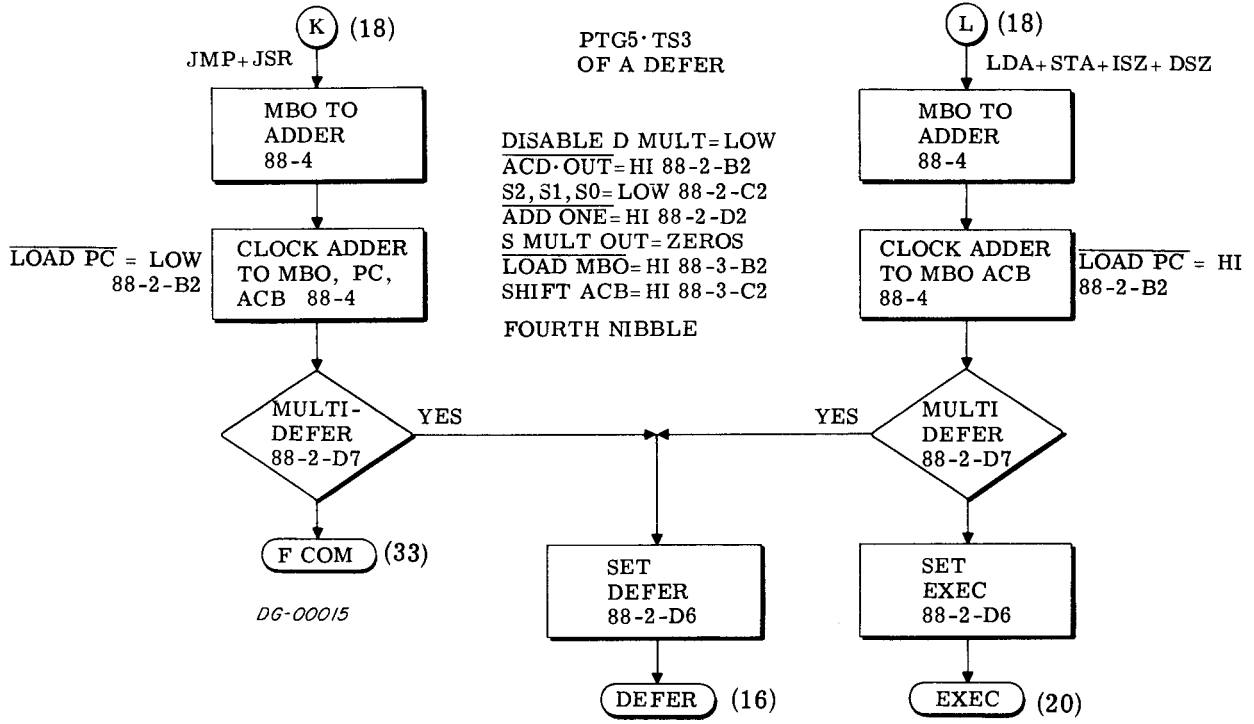 K (18)
JMP+JSR
MBO TO
ADDER
88-4
LOAD PC = LOW
88-2-B2
CLOCK ADDER
TO MBO, PC,
ACB 88-4
MULTI-
DEFER
88-2-D7
YES
F COM (33)
DG-00015
PTG5·TS3
OF A DEFER
DISABLE D MULT=LOW
ACD·OUT=HI 88-2-B2
S2, S1, S0=LOW 88-2-C2
ADD ONE=HI 88-2-D2
S MULT OUT=ZEROS
LOAD MBO=HI 88-3-B2
SHIFT ACB=HI 88-3-C2
FOURTH NIBBLE
SET
DEFER
88-2-D6
DEFER (16)
L (18)
LDA+STA+ISZ+DSZ
MBO TO
ADDER
88-4
CLOCK ADDER
TO MBO ACB
88-4
LOAD PC = HI
88-2-B2
YES
MULTI
DEFER
88-2-D7
SET
EXEC
88-2-D6
EXEC (20)